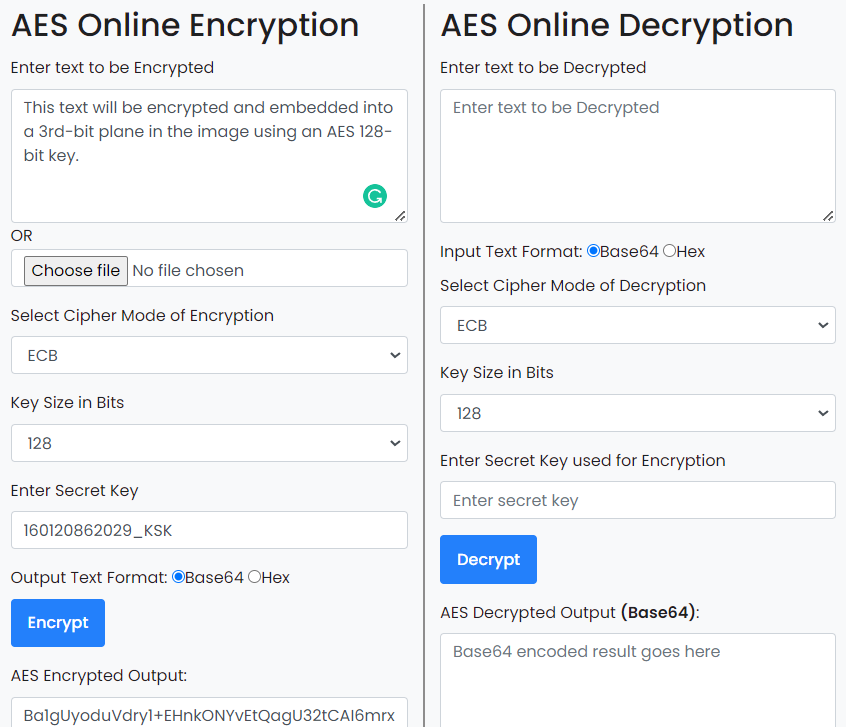 AES Online Encryption
Enter text to be Encrypted
This text will be encrypted and embedded into
a 3rd-bit plane in the image using an AES 128-
bit key.
OR
Choose file No file chosen
Select Cipher Mode of Encryption
ECB
Key Size in Bits
128
Enter Secret Key
160120862029_KSK
Output Text Format: Base64 Hex
Encrypt
AES Encrypted Output:
Ba1gUyoduVdry1+EHnkONYvEtQagU32tCAI6mrx
AES Online Decryption
Enter text to be Decrypted
Enter text to be Decrypted
Input Text Format: Base64 Hex
Select Cipher Mode of Decryption
ECB
Key Size in Bits
128
Enter Secret Key used for Encryption
Enter secret key
Decrypt
AES Decrypted Output (Base64):
Base64 encoded result goes here